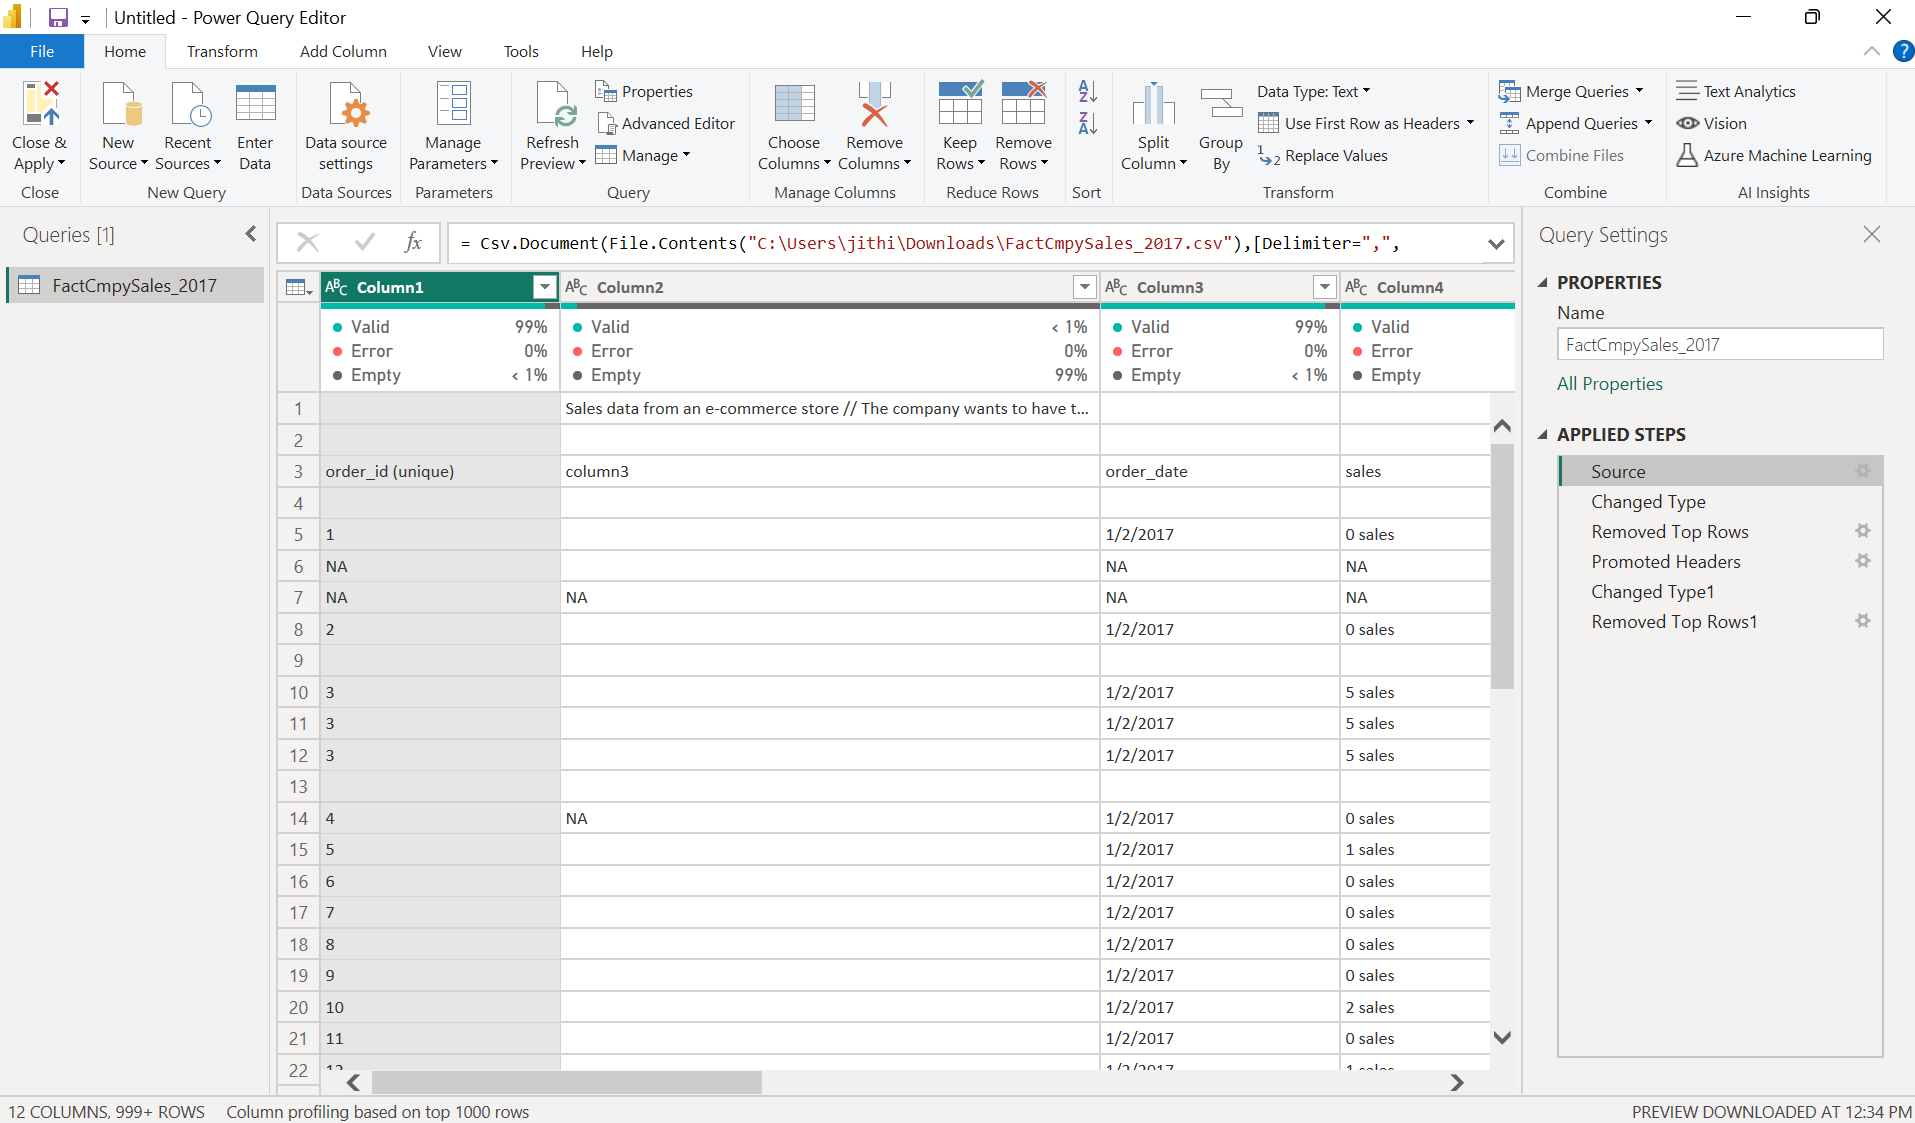 Untitled - Power Query Editor
File Home Transform Add Column View Tools Help
Close & Apply
Close
New Source
Recent Sources
Enter Data
New Query
Data source settings
Data Sources
Manage Parameters
Parameters
Refresh Preview
Properties
Advanced Editor
Manage
Query
Choose Columns
Remove Columns
Manage Columns
Keep Rows
Remove Rows
Reduce Rows
Sort
Split Column
Group By
Data Type: Text
Use First Row as Headers
Replace Values
Transform
Merge Queries
Append Queries
Combine Files
Combine
Text Analytics
Vision
Azure Machine Learning
AI Insights
Queries [1]
FactCmpySales_2017
fx = Csv.Document(File.Contents("C:\Users\jithi\Downloads\FactCmpySales_2017.csv"),[Delimiter=",",
ABC Column1 ABC Column2 ABC Column3 ABC Column4
Valid 99% Valid < 1% Valid 99% Valid
Error 0% Error 0% Error 0% Error
Empty < 1% Empty 99% Empty < 1% Empty
1 Sales data from an e-commerce store // The company wants to have t...
2
3 order_id (unique) column3 order_date sales
4
5 1 1/2/2017 0 sales
6 NA NA NA
7 NA NA NA NA
8 2 1/2/2017 0 sales
9
10 3 1/2/2017 5 sales
11 3 1/2/2017 5 sales
12 3 1/2/2017 5 sales
13
14 4 NA 1/2/2017 0 sales
15 5 1/2/2017 1 sales
16 6 1/2/2017 0 sales
17 7 1/2/2017 0 sales
18 8 1/2/2017 0 sales
19 9 1/2/2017 0 sales
20 10 1/2/2017 2 sales
21 11 1/2/2017 0 sales
22
Query Settings
PROPERTIES
Name
FactCmpySales_2017
All Properties
APPLIED STEPS
Source
Changed Type
Removed Top Rows
Promoted Headers
Changed Type1
Removed Top Rows1
12 COLUMNS, 999+ ROWS Column profiling based on top 1000 rows PREVIEW DOWNLOADED AT 12:34 PM